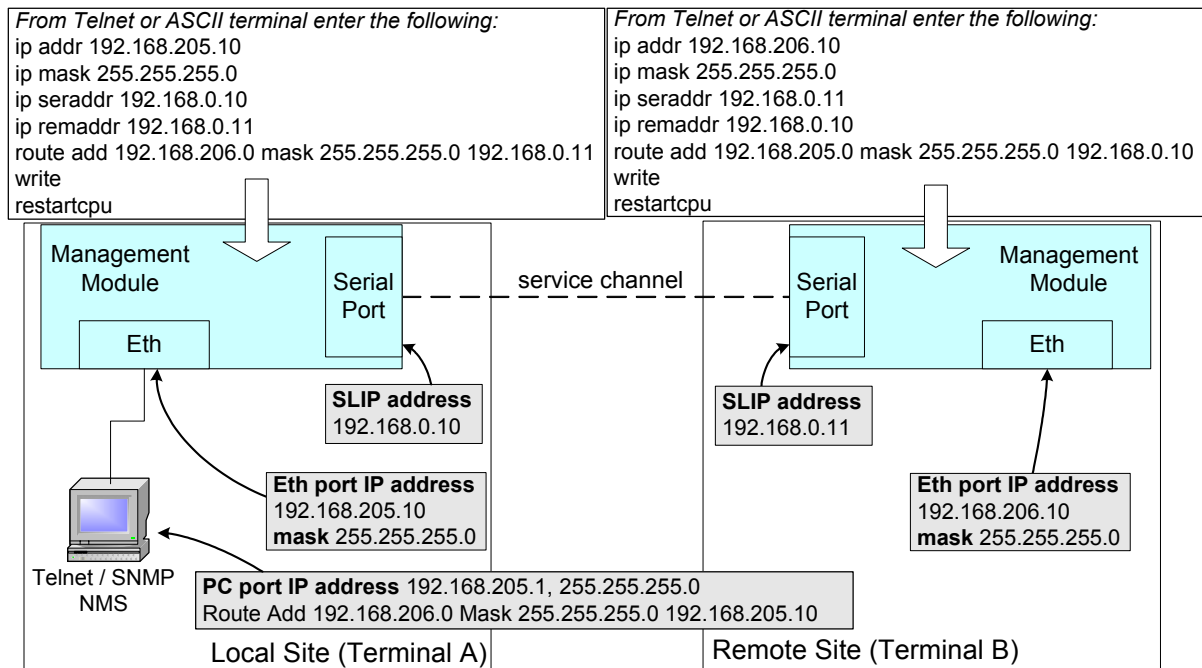 From Telnet or ASCII terminal enter the following:
ip addr 192.168.205.10
ip mask 255.255.255.0
ip seraddr 192.168.0.10
ip remaddr 192.168.0.11
route add 192.168.206.0 mask 255.255.255.0 192.168.0.11
write
restartcpu
From Telnet or ASCII terminal enter the following:
ip addr 192.168.206.10
ip mask 255.255.255.0
ip seraddr 192.168.0.11
ip remaddr 192.168.0.10
route add 192.168.205.0 mask 255.255.255.0 192.168.0.10
write
restartcpu
Management
Module
Serial
Port
Eth
service channel
Serial
Port
Management
Module
Eth
SLIP address
192.168.0.10
SLIP address
192.168.0.11
Eth port IP address
192.168.205.10
mask 255.255.255.0
Eth port IP address
192.168.206.10
mask 255.255.255.0
Telnet / SNMP
NMS
PC port IP address 192.168.205.1, 255.255.255.0
Route Add 192.168.206.0 Mask 255.255.255.0 192.168.205.10
Local Site (Terminal A)
Remote Site (Terminal B)